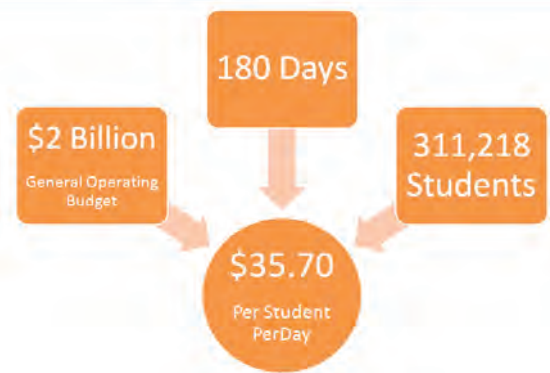 180 Days
$2 Billion
General Operating
Budget
311,218
Students
$35.70
Per Student
PerDay